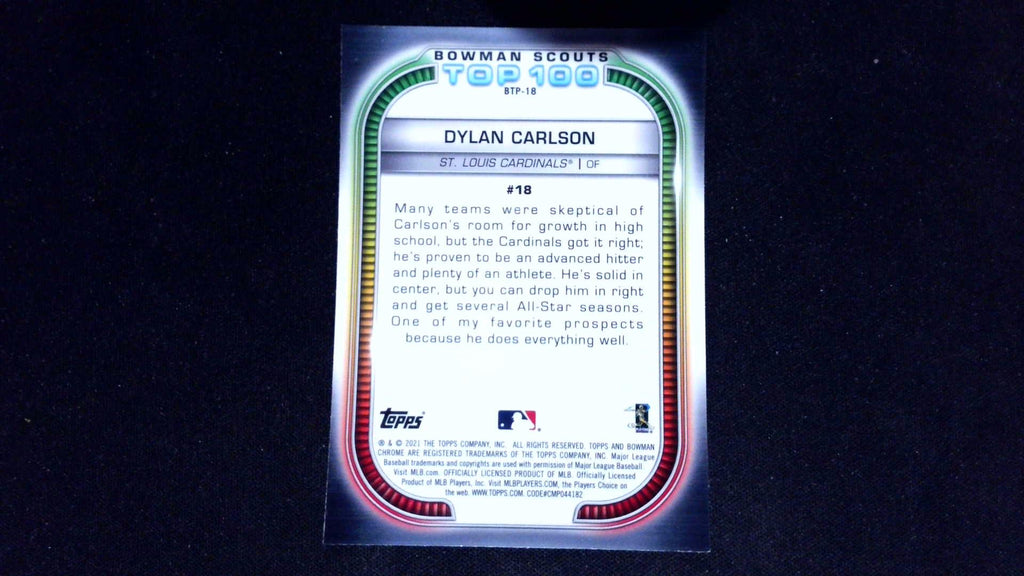 BOWMAN SCOUTS
TOP 100
BTP-18
DYLAN CARLSON
ST. LOUIS CARDINALS® | OF
#18
Many teams were skeptical of
Carlson's room for growth in high
school, but the Cardinals got it right;
he's proven to be an advanced hitter
and plenty of an athlete. He's solid in
center, but you can drop him in right
and get several All-Star seasons.
One of my favorite prospects
because he does everything well.
Topps®
® & © 2021 THE TOPPS COMPANY, INC. ALL RIGHTS RESERVED. TOPPS AND BOWMAN
CHROME ARE REGISTERED TRADEMARKS OF THE TOPPS COMPANY, INC. Major League
Baseball trademarks and copyrights are used with permission of Major League Baseball
Visit MLB.com. OFFICIALLY LICENSED PRODUCT OF MLB. Officially Licensed
Product of MLB Players, Inc. Visit MLBPLAYERS.COM, the Players Choice on
the web. WWW.TOPPS.COM. CODE#CMP044182